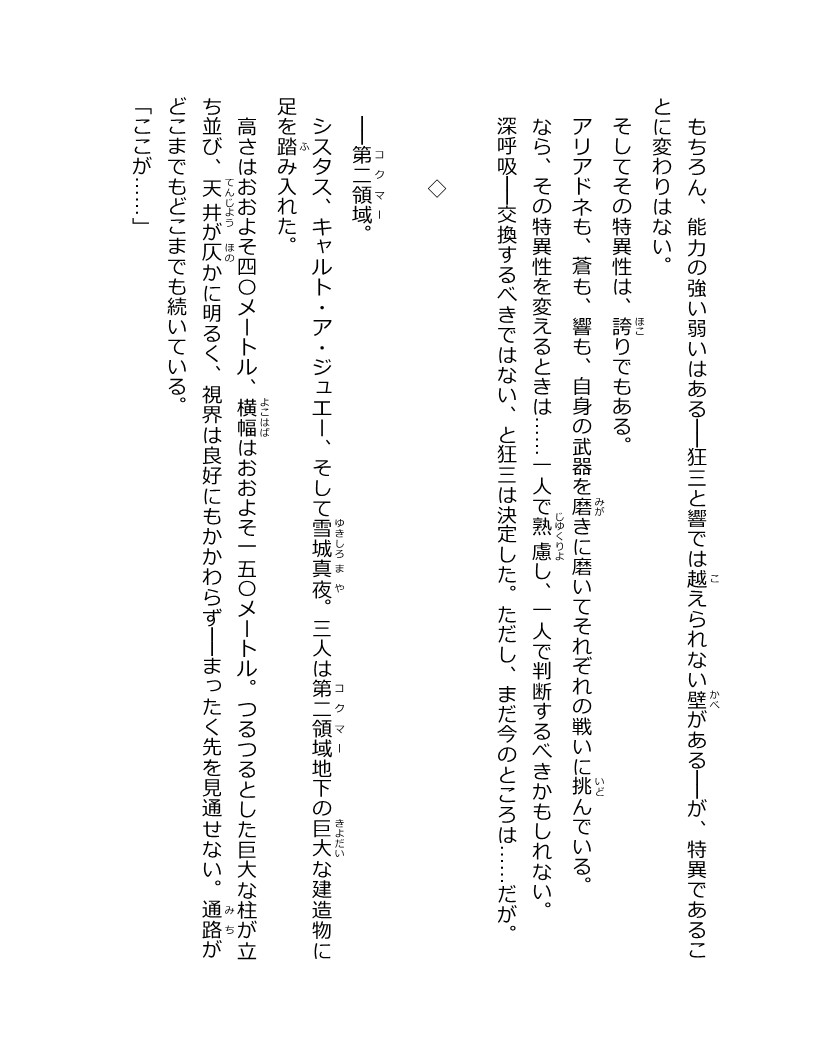 もちろん、能力の強い弱いはある――狂三と響では越えられない壁がある――が、特異であるこ
とに変わりはない。
そしてその特異性は、誇りでもある。
アリアドネも、蒼も、響も、自身の武器を磨きに磨いてそれぞれの戦いに挑んでいる。
なら、その特異性を変えるときは……一人で熟慮し、一人で判断するべきかもしれない。
深呼吸――交換するべきではない、と狂三は決定した。ただし、まだ今のところは……だが。
◇
――第二領域。
シスタス、キャルト・ア・ジュエー、そして雪城真夜。三人は第二領域地下の巨大な建造物に
足を踏み入れた。
高さはおおよそ四〇メートル、横幅はおおよそ一五〇メートル。つるつるとした巨大な柱が立
ち並び、天井が仄かに明るく、視界は良好にもかかわらず――まったく先を見通せない。通路が
どこまでもどこまでも続いている。
「ここが……」